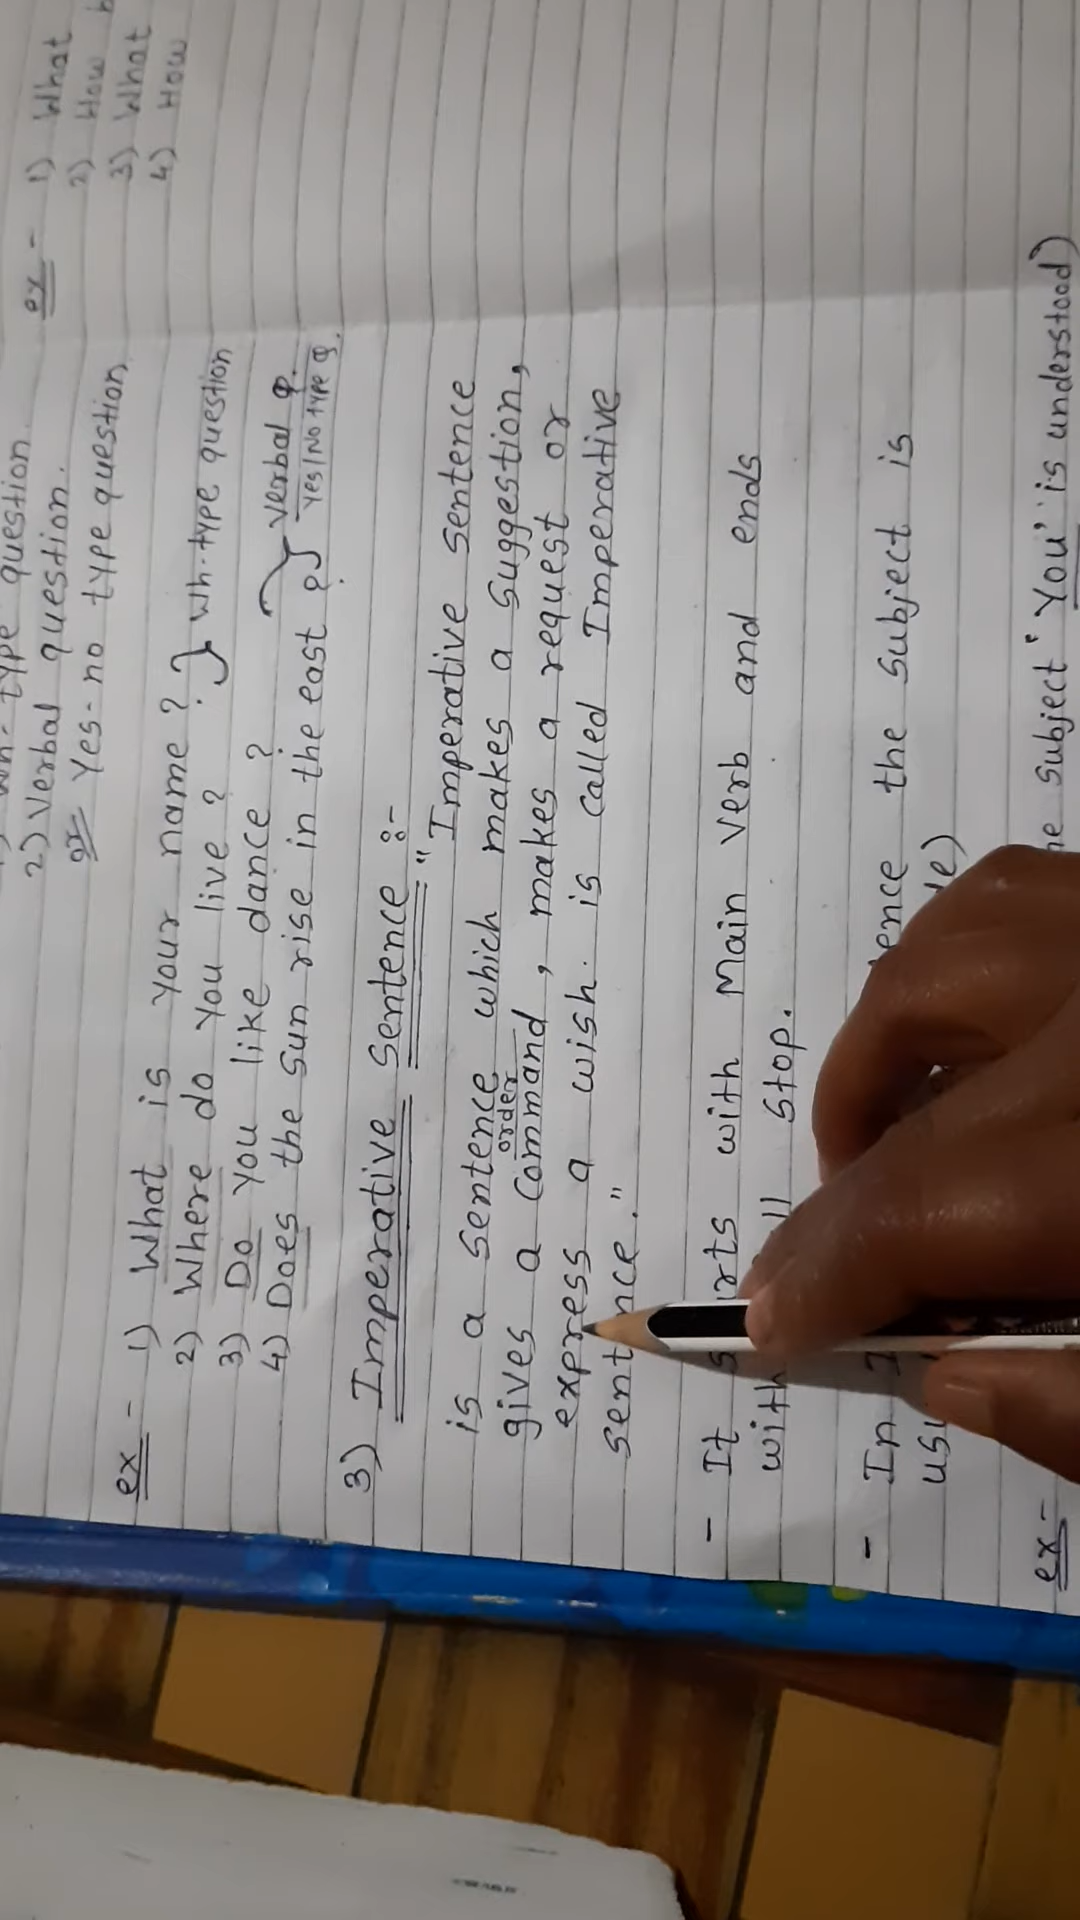 type question.
2) Verbal question.
or Yes-no type question.
ex - 1) What is your name ? } Wh-type question
2) Where do you live ?
3) Do you like dance ? } Verbal Q.
4) Does the sun rise in the east ? Yes|No type Q.
3) Imperative Sentence :-
" Imperative sentence
is a sentence which makes a suggestion,
order
gives a command, makes a request or
express a wish. is called Imperative
sentence."
- It with Main Verb and ends
with stop.
- In the subject is
ex - subject 'You' is understood)
ex - 1) What
2) How
3) What
4) How